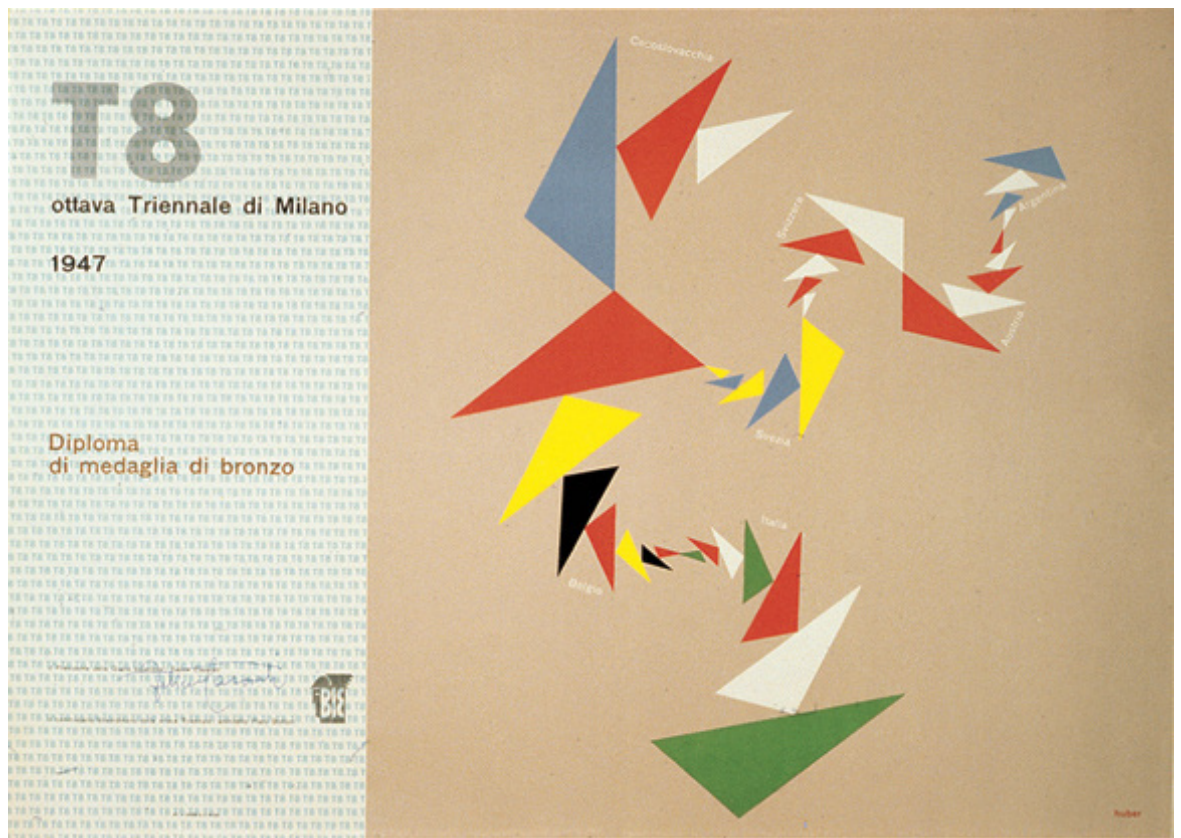 T8
ottava Triennale di Milano
1947
Diploma
di medaglia di bronzo
BIE
Cecoslovacchia
Svizzera
Argentina
Austria
Svezia
Italia
Belgio
huber